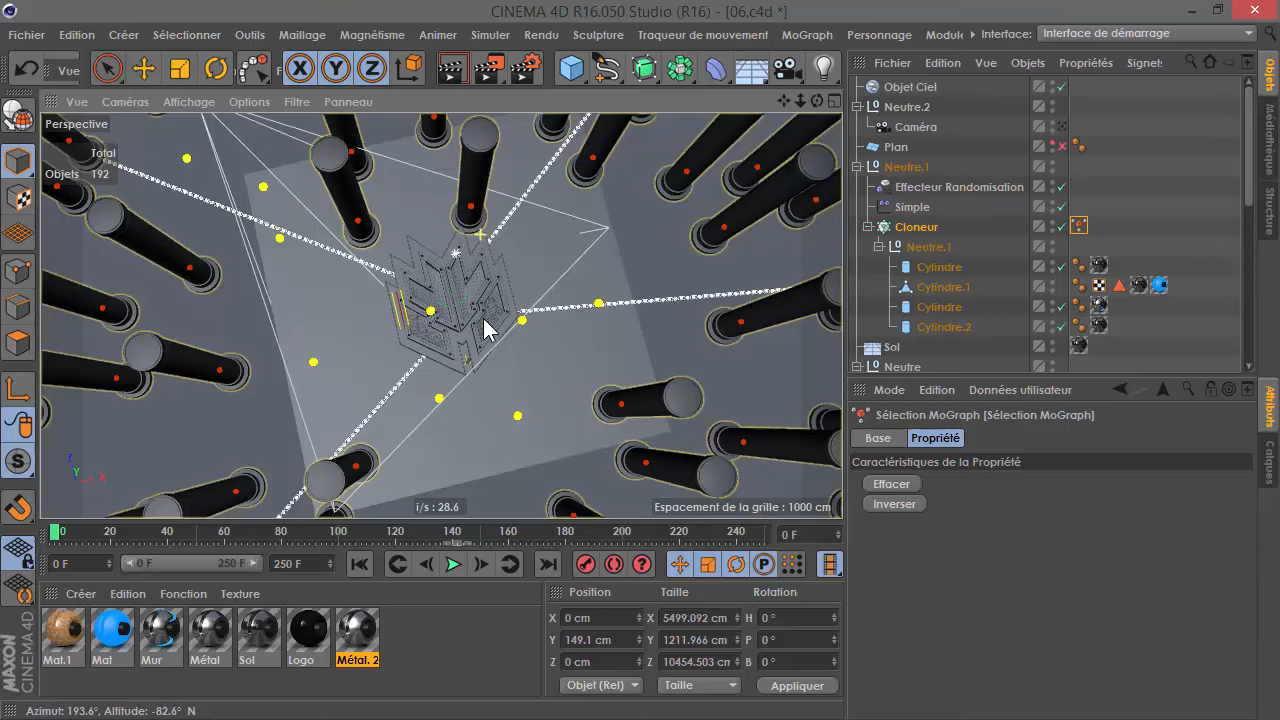 CINEMA 4D R16.050 Studio (R16) - [06.c4d *]
Fichier Edition Créer Sélectionner Outils Maillage Magnétisme Animer Simuler Rendu Sculpture Traqueur de mouvement MoGraph Personnage Module Interface: Interface de démarrage
Vue
X Y Z
Fichier Edition Vue Objets Propriétés Signets
Vue Caméras Affichage Options Filtre Panneau
Perspective
Total
Objets 192
Objet Ciel
Neutre.2
Caméra
Plan
Neutre.1
Effecteur Randomisation
Simple
Cloneur
Neutre.1
Cylindre
Cylindre.1
Cylindre
Cylindre.2
Sol
Neutre
Objets
Structure
Mode Edition Données utilisateur
Sélection MoGraph [Sélection MoGraph]
Base Propriété
Caractéristiques de la Propriété
Effacer
Inverser
Attributs
Calques
Z
Y
X
i/s : 28.6
Espacement de la grille : 1000 cm
0 20 40 60 80 100 120 140 160 180 200 220 240
0 F
0 F 0 F 250 F 250 F
P
Créer Edition Fonction Texture
Mat.1 Mat Mur Métal Sol Logo Métal. 2
Position Taille Rotation
X 0 cm X 5499.092 cm H 0 °
Y 149.1 cm Y 1211.966 cm P 0 °
Z 0 cm Z 10454.503 cm B 0 °
Objet (Rel) Taille Appliquer
MAXON
CINEMA 4D
Azimut: 193.6°, Altitude: -82.6° N